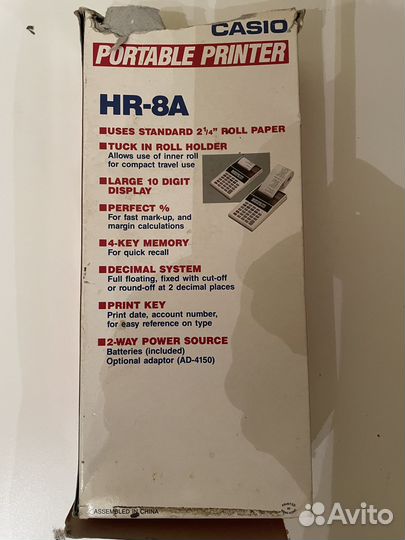 CASIO
PORTABLE PRINTER
HR-8A
■USES STANDARD 2 1/4" ROLL PAPER
■TUCK IN ROLL HOLDER
Allows use of inner roll
for compact travel use
■LARGE 10 DIGIT
DISPLAY
■PERFECT %
For fast mark-up, and
margin calculations
■4-KEY MEMORY
For quick recall
■DECIMAL SYSTEM
Full floating, fixed with cut-off
or round-off at 2 decimal places
■PRINT KEY
Print date, account number,
for easy reference on type
■2-WAY POWER SOURCE
Batteries (included)
Optional adaptor (AD-4150)
ASSEMBLED IN CHINA
Avito